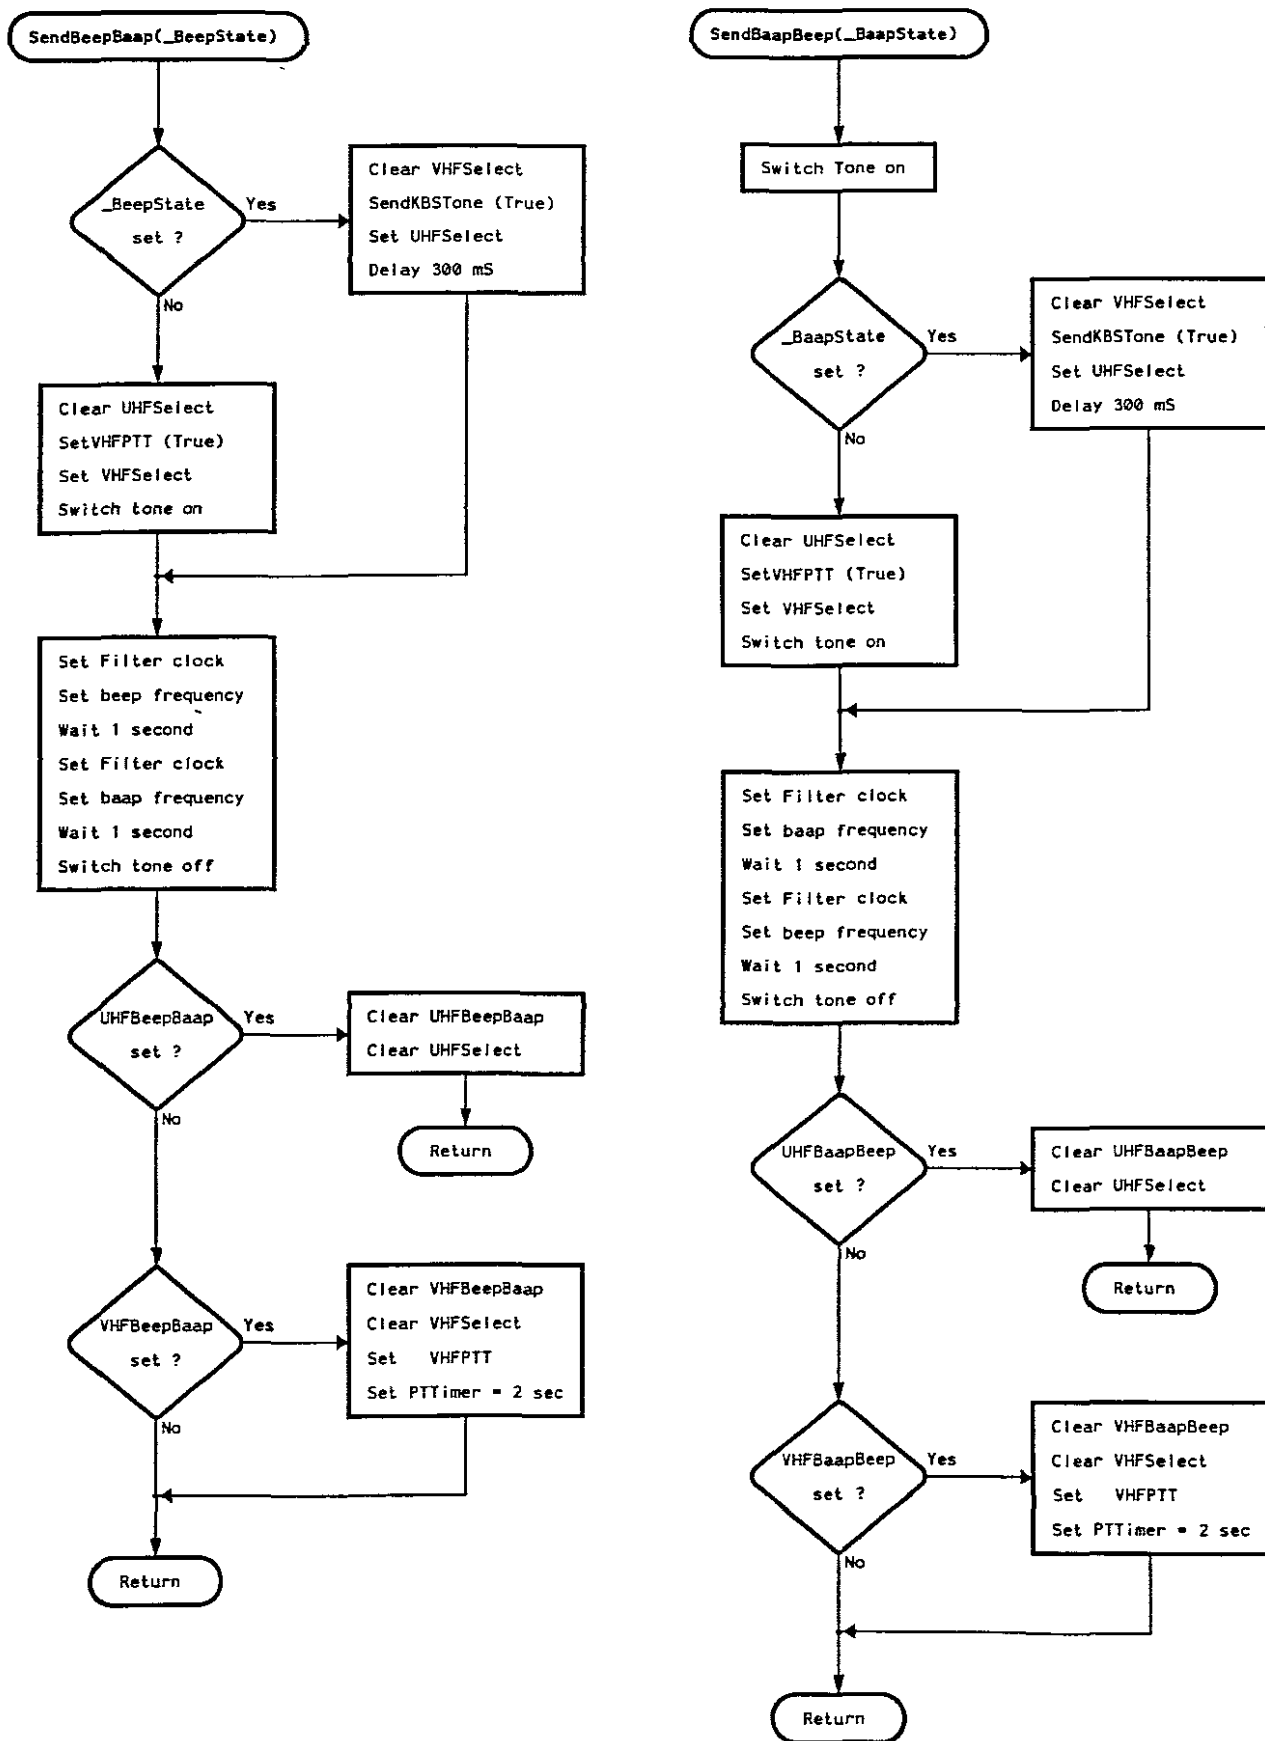 SendBeepBaap(_BeepState)
_BeepState
set ?
Yes
No
Clear VHFSelect
SendKBSTone (True)
Set UHFSelect
Delay 300 mS
Clear UHFSelect
SetVHFPTT (True)
Set VHFSelect
Switch tone on
Set Filter clock
Set beep frequency
Wait 1 second
Set Filter clock
Set baap frequency
Wait 1 second
Switch tone off
UHFBeepBaap
set ?
Yes
No
Clear UHFBeepBaap
Clear UHFSelect
Return
VHFBeepBaap
set ?
Yes
No
Clear VHFBeepBaap
Clear VHFSelect
Set VHFPTT
Set PTTimer = 2 sec
Return
SendBaapBeep(_BaapState)
Switch Tone on
_BaapState
set ?
Yes
No
Clear VHFSelect
SendKBSTone (True)
Set UHFSelect
Delay 300 mS
Clear UHFSelect
SetVHFPTT (True)
Set VHFSelect
Switch tone on
Set Filter clock
Set baap frequency
Wait 1 second
Set Filter clock
Set beep frequency
Wait 1 second
Switch tone off
UHFBaapBeep
set ?
Yes
No
Clear UHFBaapBeep
Clear UHFSelect
Return
VHFBaapBeep
set ?
Yes
No
Clear VHFBaapBeep
Clear VHFSelect
Set VHFPTT
Set PTTimer = 2 sec
Return